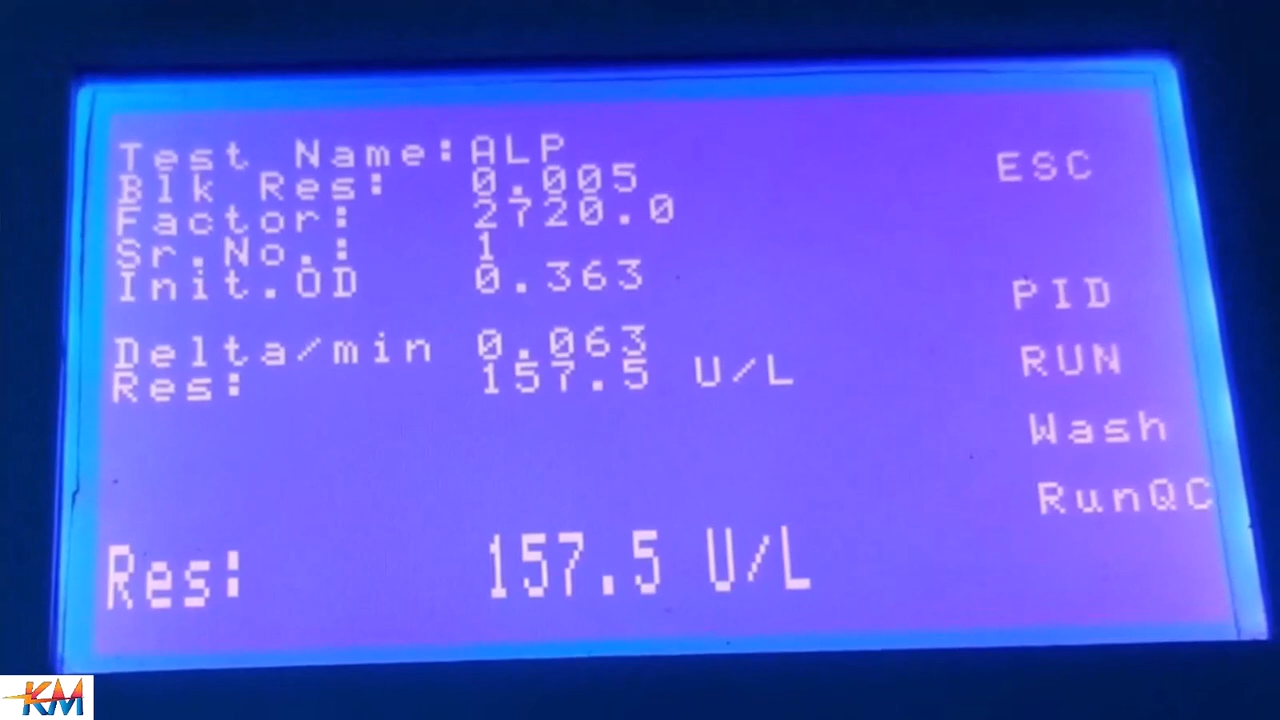 Test Name:ALP
Blk Res: 0.005
Factor: 2720.0
Sr.No.: 1
Init.OD 0.363
Delta/min 0.063
Res: 157.5 U/L
Res: 157.5 U/L
ESC
PID
RUN
Wash
RunQC
KM